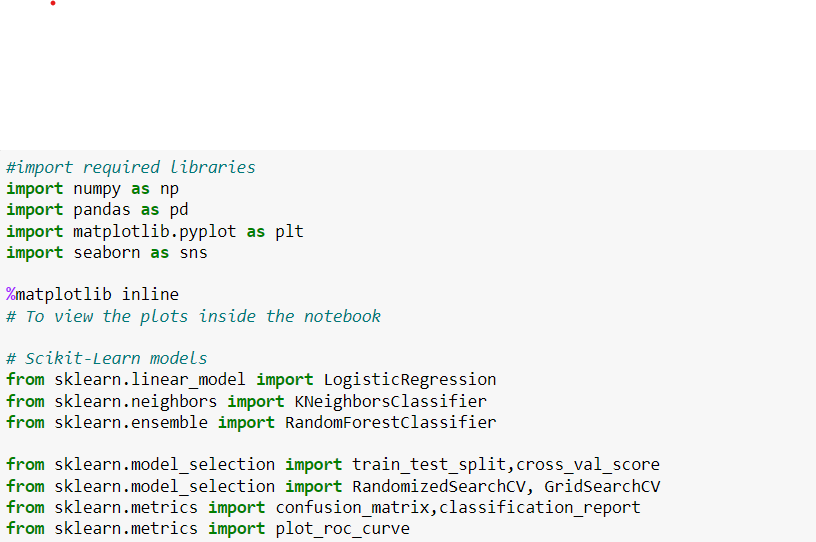 #import required libraries
import numpy as np
import pandas as pd
import matplotlib.pyplot as plt
import seaborn as sns
%matplotlib inline
# To view the plots inside the notebook
# Scikit-Learn models
from sklearn.linear_model import LogisticRegression
from sklearn.neighbors import KNeighborsClassifier
from sklearn.ensemble import RandomForestClassifier
from sklearn.model_selection import train_test_split,cross_val_score
from sklearn.model_selection import RandomizedSearchCV, GridSearchCV
from sklearn.metrics import confusion_matrix,classification_report
from sklearn.metrics import plot_roc_curve